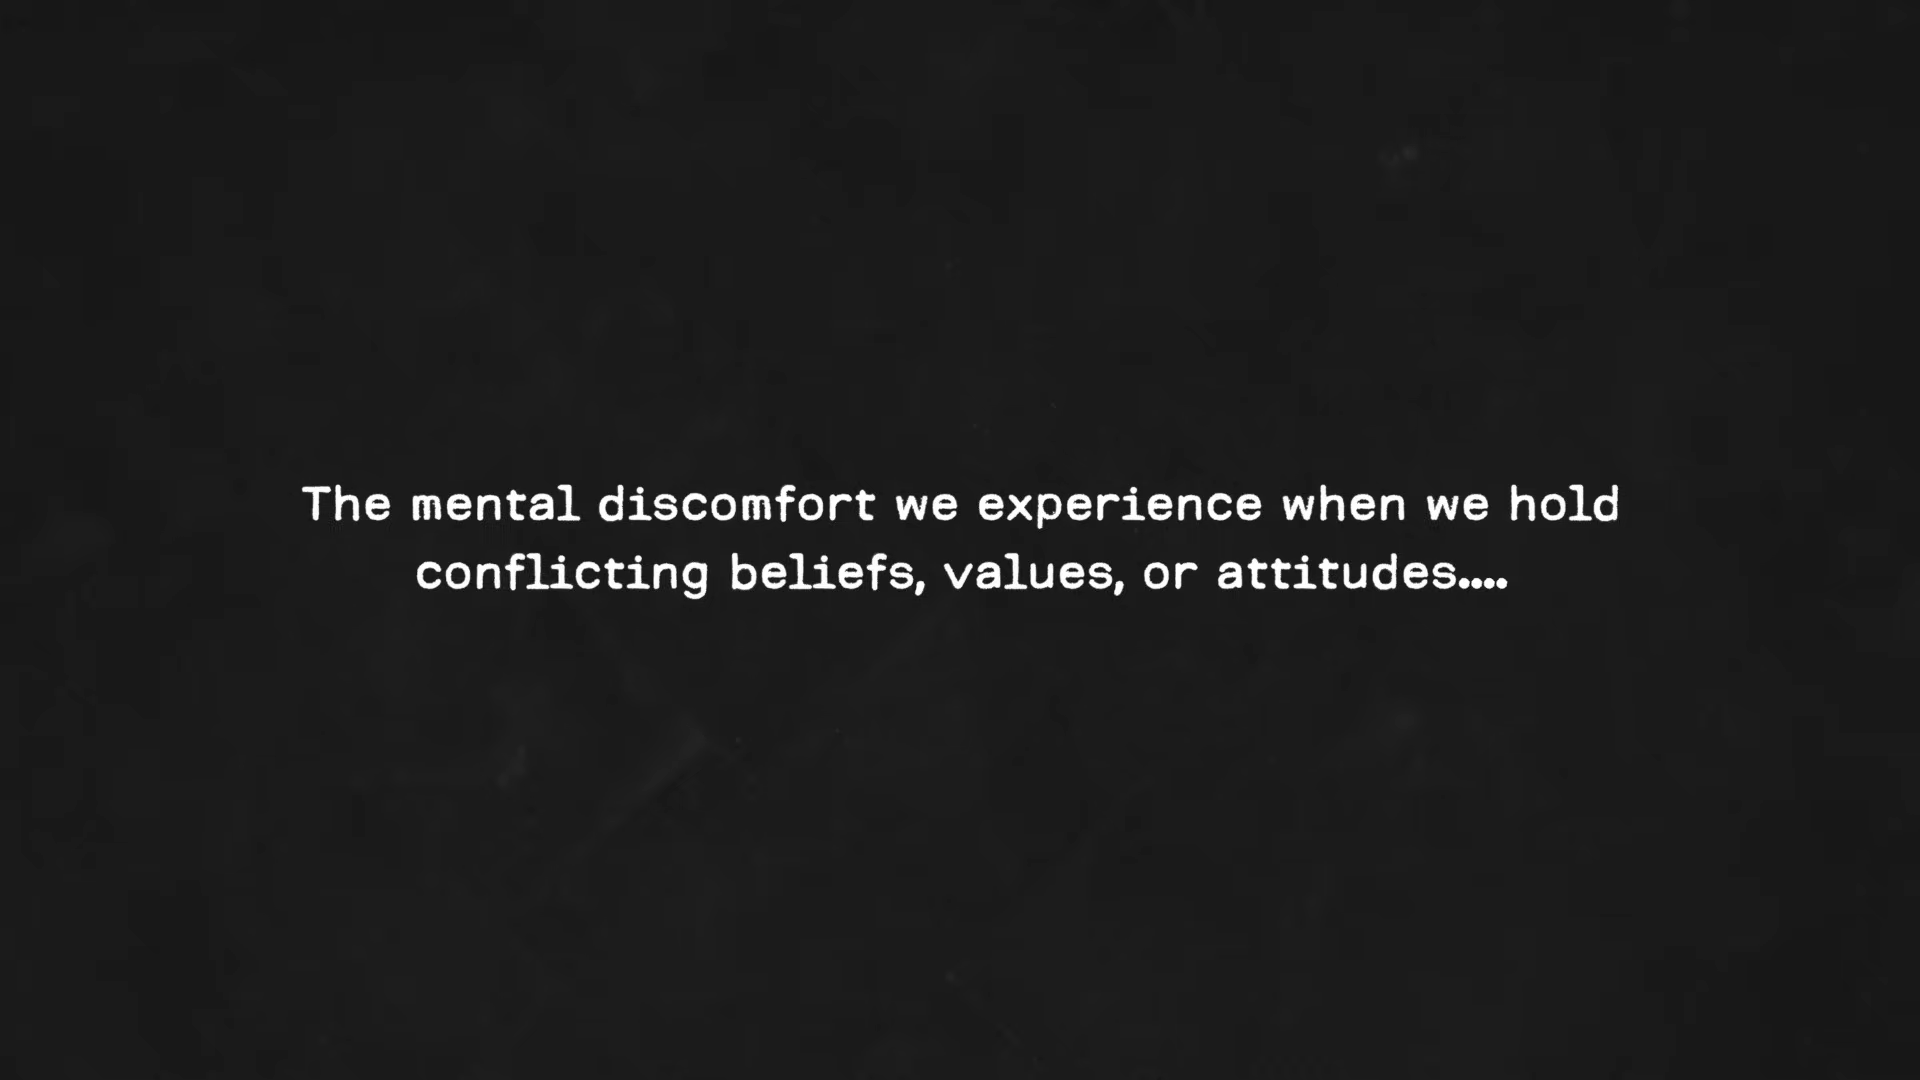 The mental discomfort we experience when we hold
conflicting beliefs, values, or attitudes....